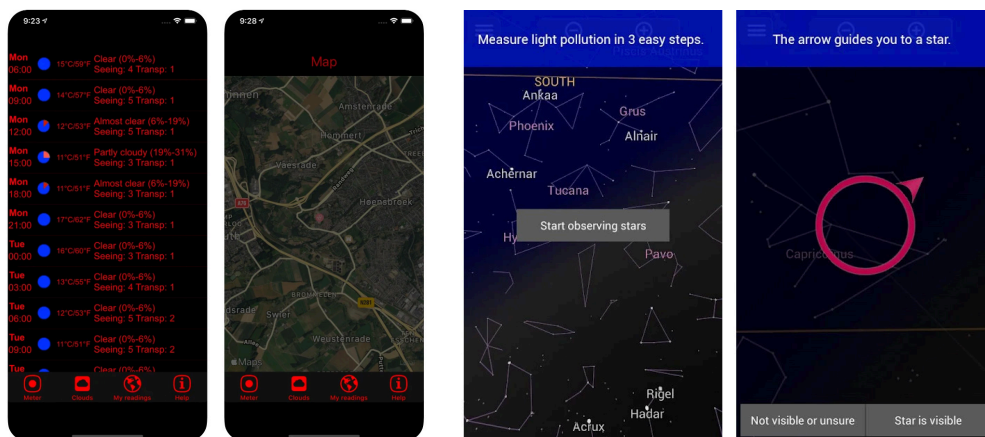 9:23
Mon
06:00
15°C/59°F
Clear (0%-6%)
Seeing: 4 Transp: 1
Mon
09:00
14°C/57°F
Clear (0%-6%)
Seeing: 5 Transp: 1
Mon
12:00
12°C/53°F
Almost clear (6%-19%)
Seeing: 5 Transp: 1
Mon
15:00
11°C/51°F
Partly cloudy (19%-31%)
Seeing: 3 Transp: 1
Mon
18:00
11°C/51°F
Almost clear (6%-19%)
Seeing: 3 Transp: 1
Mon
21:00
17°C/62°F
Clear (0%-6%)
Seeing: 3 Transp: 1
Tue
00:00
16°C/60°F
Clear (0%-6%)
Seeing: 3 Transp: 1
Tue
03:00
13°C/55°F
Clear (0%-6%)
Seeing: 4 Transp: 1
Tue
06:00
12°C/53°F
Clear (0%-6%)
Seeing: 5 Transp: 2
Tue
09:00
11°C/51°F
Clear (0%-6%)
Seeing: 5 Transp: 2
Tue
Clear (0%-6%)
Meter
Clouds
My readings
Help
9:28
Map
Amstenrade
Hommert
Vaesrade
Heensbroek
Swier
Weustenrade
Maps
Meter
Clouds
My readings
Help
Measure light pollution in 3 easy steps.
SOUTH
Ankaa
Grus
Phoenix
Alnair
Achernar
Tucana
Start observing stars
Hy
Pavo
Rigel
Hadar
Acrux
The arrow guides you to a star.
Capricornus
Not visible or unsure
Star is visible